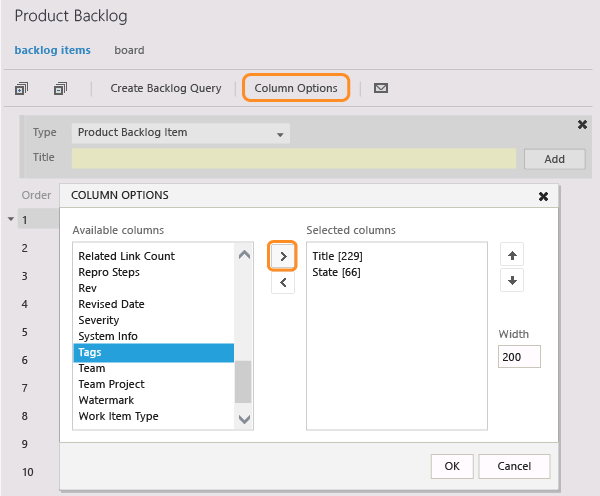 Product Backlog
backlog items board
Create Backlog Query Column Options
Type Product Backlog Item
Title Add
Order
COLUMN OPTIONS
Available columns Selected columns
Related Link Count > Title [229]
Repro Steps State [66]
Rev <
Revised Date
Severity
System Info
Tags
Team
Team Project
Watermark
Work Item Type
Width
200
OK Cancel
1
2
3
4
5
6
7
8
9
10